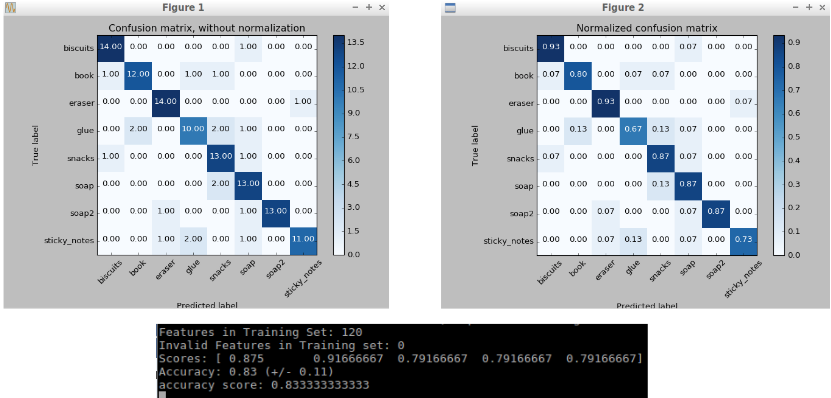 Figure 1
Confusion matrix, without normalization
biscuits 14.00 0.00 0.00 0.00 0.00 1.00 0.00 0.00
book 1.00 12.00 0.00 1.00 1.00 0.00 0.00 0.00
eraser 0.00 0.00 14.00 0.00 0.00 0.00 0.00 1.00
glue 0.00 2.00 0.00 10.00 2.00 1.00 0.00 0.00
snacks 1.00 0.00 0.00 0.00 13.00 1.00 0.00 0.00
soap 0.00 0.00 0.00 0.00 2.00 13.00 0.00 0.00
soap2 0.00 0.00 1.00 0.00 0.00 1.00 13.00 0.00
sticky_notes 0.00 0.00 1.00 2.00 0.00 1.00 0.00 11.00
True label
biscuits book eraser glue snacks soap soap2 sticky_notes
Predicted label
13.5
12.0
10.5
9.0
7.5
6.0
4.5
3.0
1.5
0.0
Figure 2
Normalized confusion matrix
biscuits 0.93 0.00 0.00 0.00 0.00 0.07 0.00 0.00
book 0.07 0.80 0.00 0.07 0.07 0.00 0.00 0.00
eraser 0.00 0.00 0.93 0.00 0.00 0.00 0.00 0.07
glue 0.00 0.13 0.00 0.67 0.13 0.07 0.00 0.00
snacks 0.07 0.00 0.00 0.00 0.87 0.07 0.00 0.00
soap 0.00 0.00 0.00 0.00 0.13 0.87 0.00 0.00
soap2 0.00 0.00 0.07 0.00 0.00 0.07 0.87 0.00
sticky_notes 0.00 0.00 0.07 0.13 0.00 0.07 0.00 0.73
True label
biscuits book eraser glue snacks soap soap2 sticky_notes
Predicted label
0.9
0.8
0.7
0.6
0.5
0.4
0.3
0.2
0.1
0.0
Features in Training Set: 120
Invalid Features in Training set: 0
Scores: [ 0.875 0.91666667 0.79166667 0.79166667 0.79166667]
Accuracy: 0.83 (+/- 0.11)
accuracy score: 0.833333333333